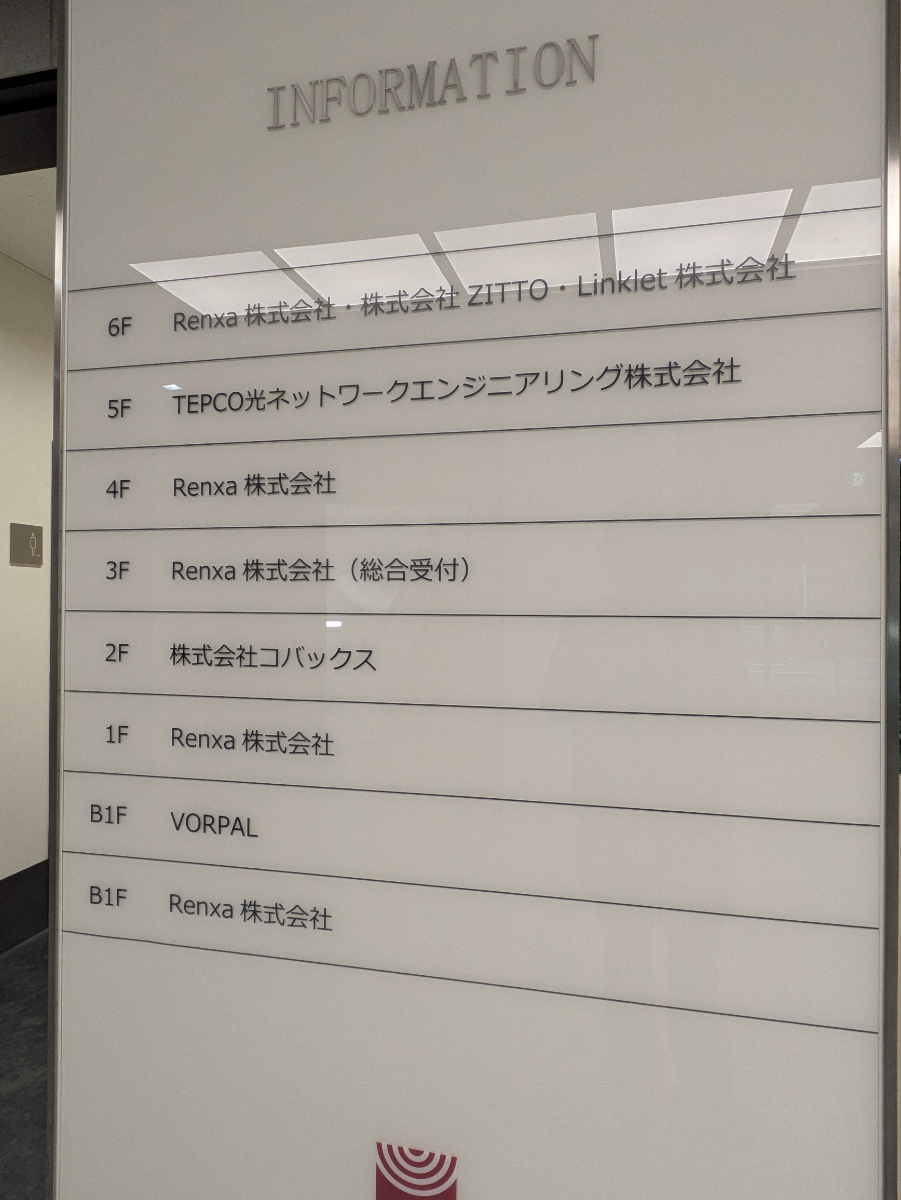 INFORMATION
6F Renxa 株式会社・株式会社 ZITTO・Linklet 株式会社
5F TEPCO光ネットワークエンジニアリング株式会社
4F Renxa 株式会社
3F Renxa 株式会社（総合受付）
2F 株式会社コバックス
1F Renxa 株式会社
B1F VORPAL
B1F Renxa 株式会社